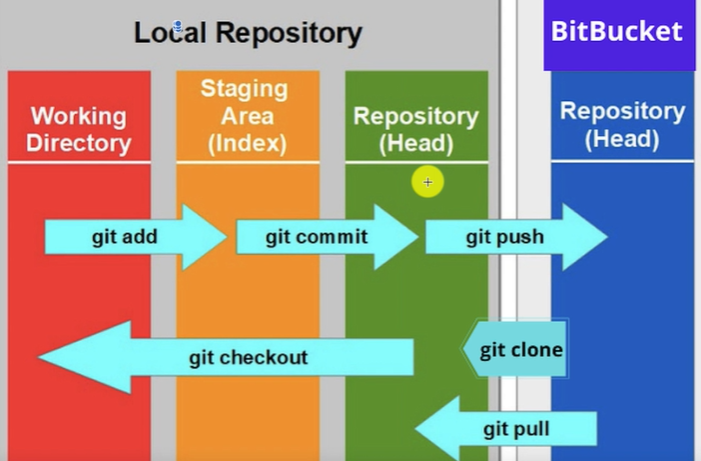 Local Repository
BitBucket
Working
Directory
Staging
Area
(Index)
Repository
(Head)
Repository
(Head)
git add
git commit
git push
git checkout
git clone
git pull